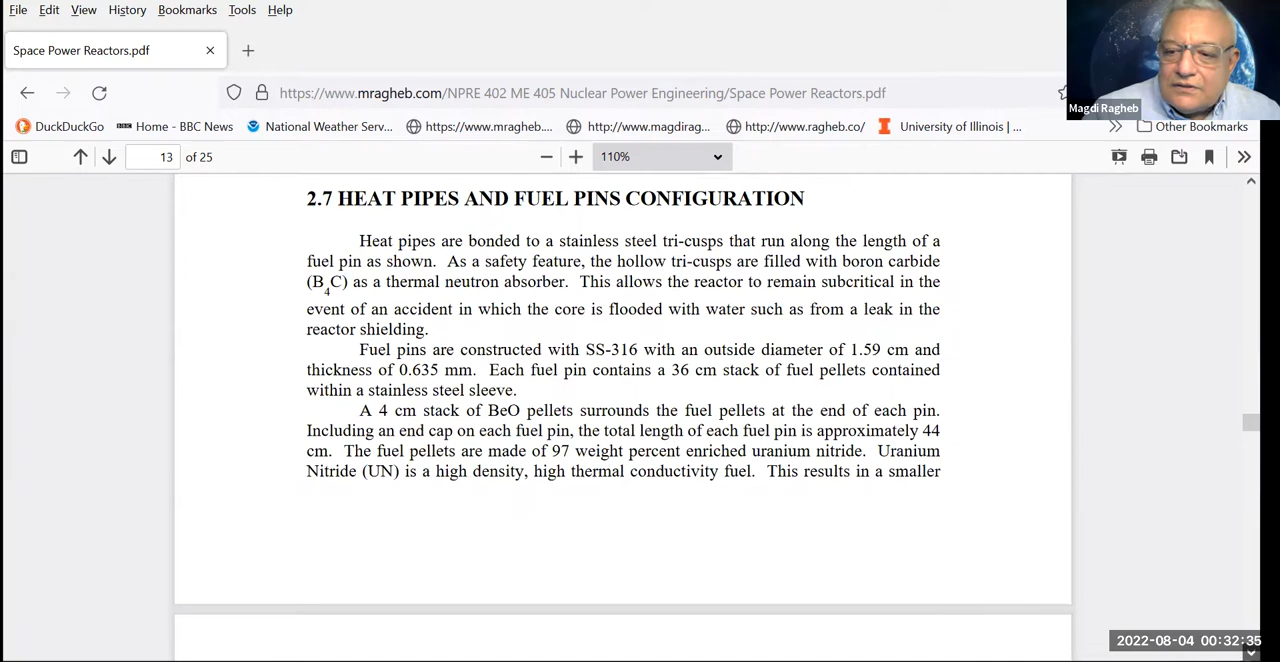 File Edit View History Bookmarks Tools Help
Space Power Reactors.pdf
https://www.mragheb.com/NPRE 402 ME 405 Nuclear Power Engineering/Space Power Reactors.pdf
Magdi Ragheb
DuckDuckGo BBC Home - BBC News National Weather Serv... https://www.mragheb.... http://www.magdirag... http://www.ragheb.co/ I University of Illinois |... Other Bookmarks
13 of 25 110%
2.7 HEAT PIPES AND FUEL PINS CONFIGURATION
Heat pipes are bonded to a stainless steel tri-cusps that run along the length of a
fuel pin as shown. As a safety feature, the hollow tri-cusps are filled with boron carbide
(B4C) as a thermal neutron absorber. This allows the reactor to remain subcritical in the
event of an accident in which the core is flooded with water such as from a leak in the
reactor shielding.
Fuel pins are constructed with SS-316 with an outside diameter of 1.59 cm and
thickness of 0.635 mm. Each fuel pin contains a 36 cm stack of fuel pellets contained
within a stainless steel sleeve.
A 4 cm stack of BeO pellets surrounds the fuel pellets at the end of each pin.
Including an end cap on each fuel pin, the total length of each fuel pin is approximately 44
cm. The fuel pellets are made of 97 weight percent enriched uranium nitride. Uranium
Nitride (UN) is a high density, high thermal conductivity fuel. This results in a smaller
2022-08-04 00:32:35